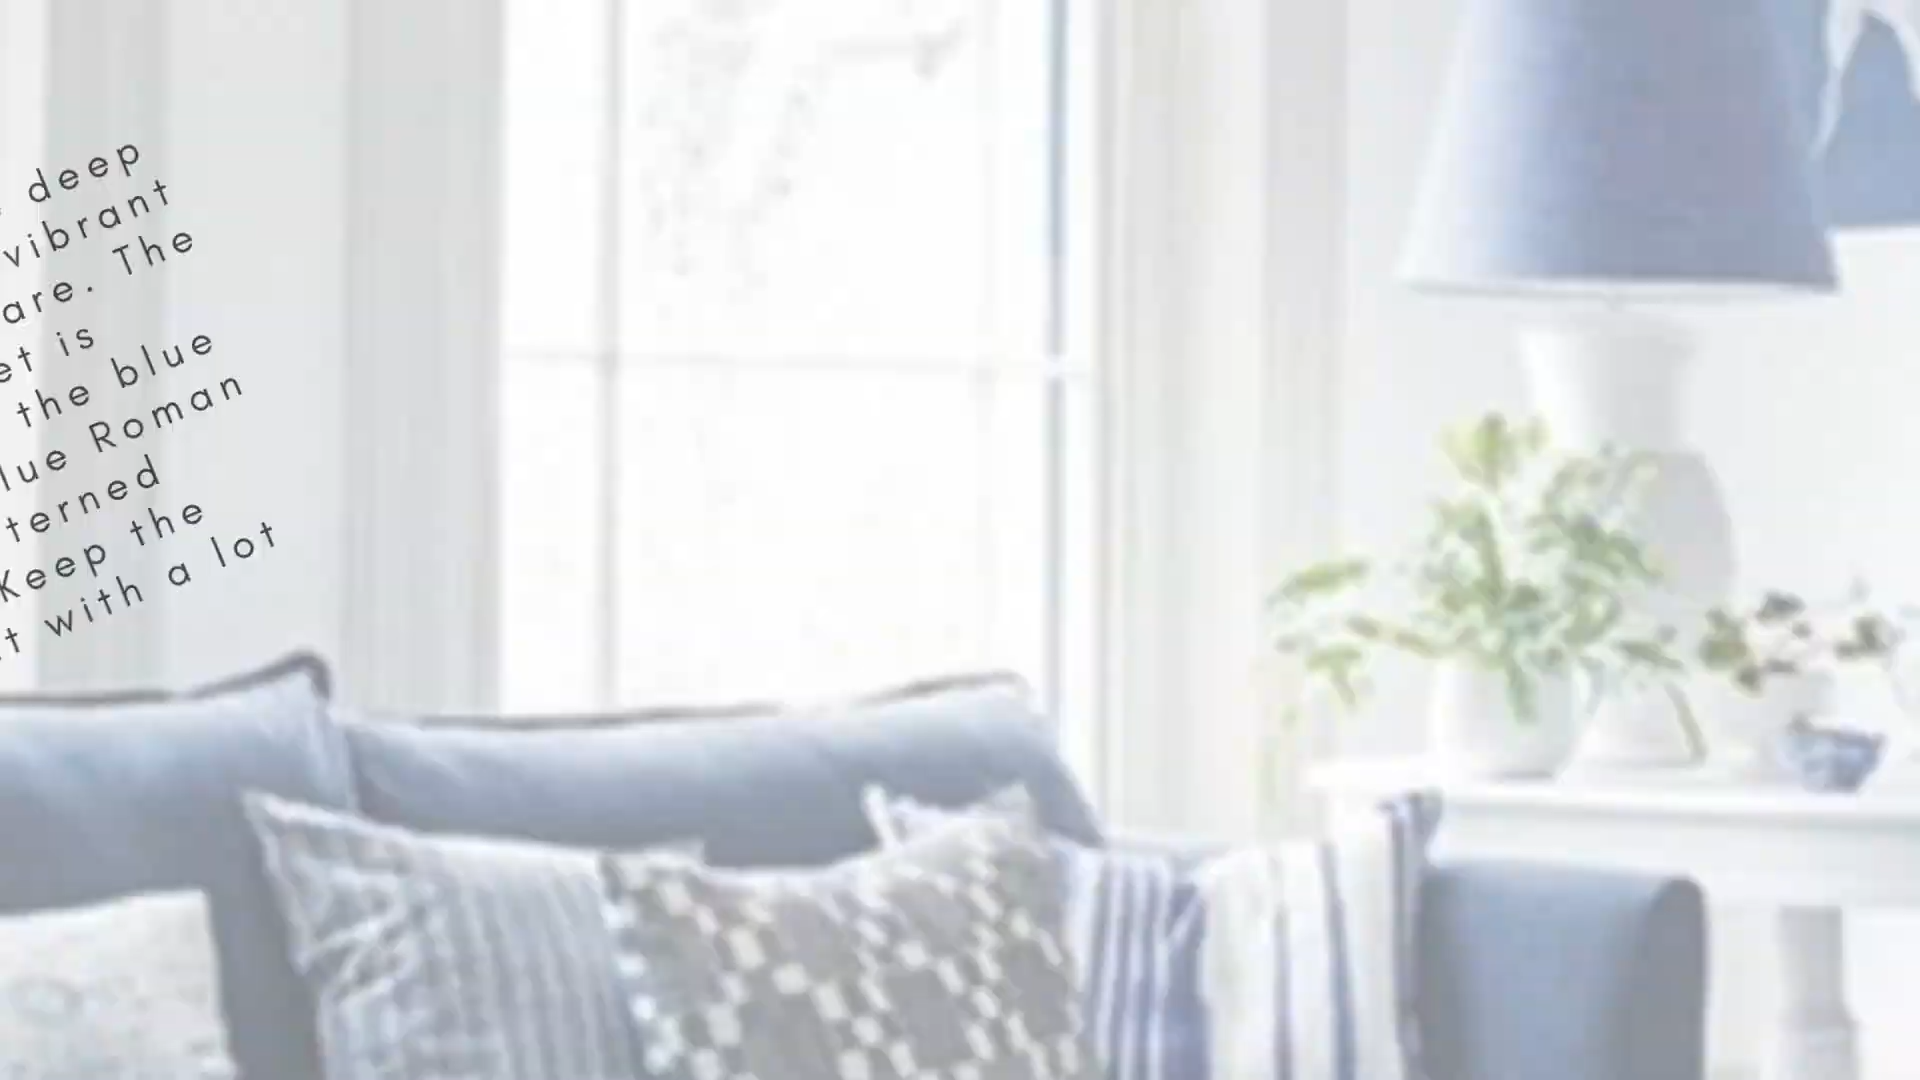 deep
vibrant
are. The
et is
the blue
lue Roman
terned
Keep the
t with a lot